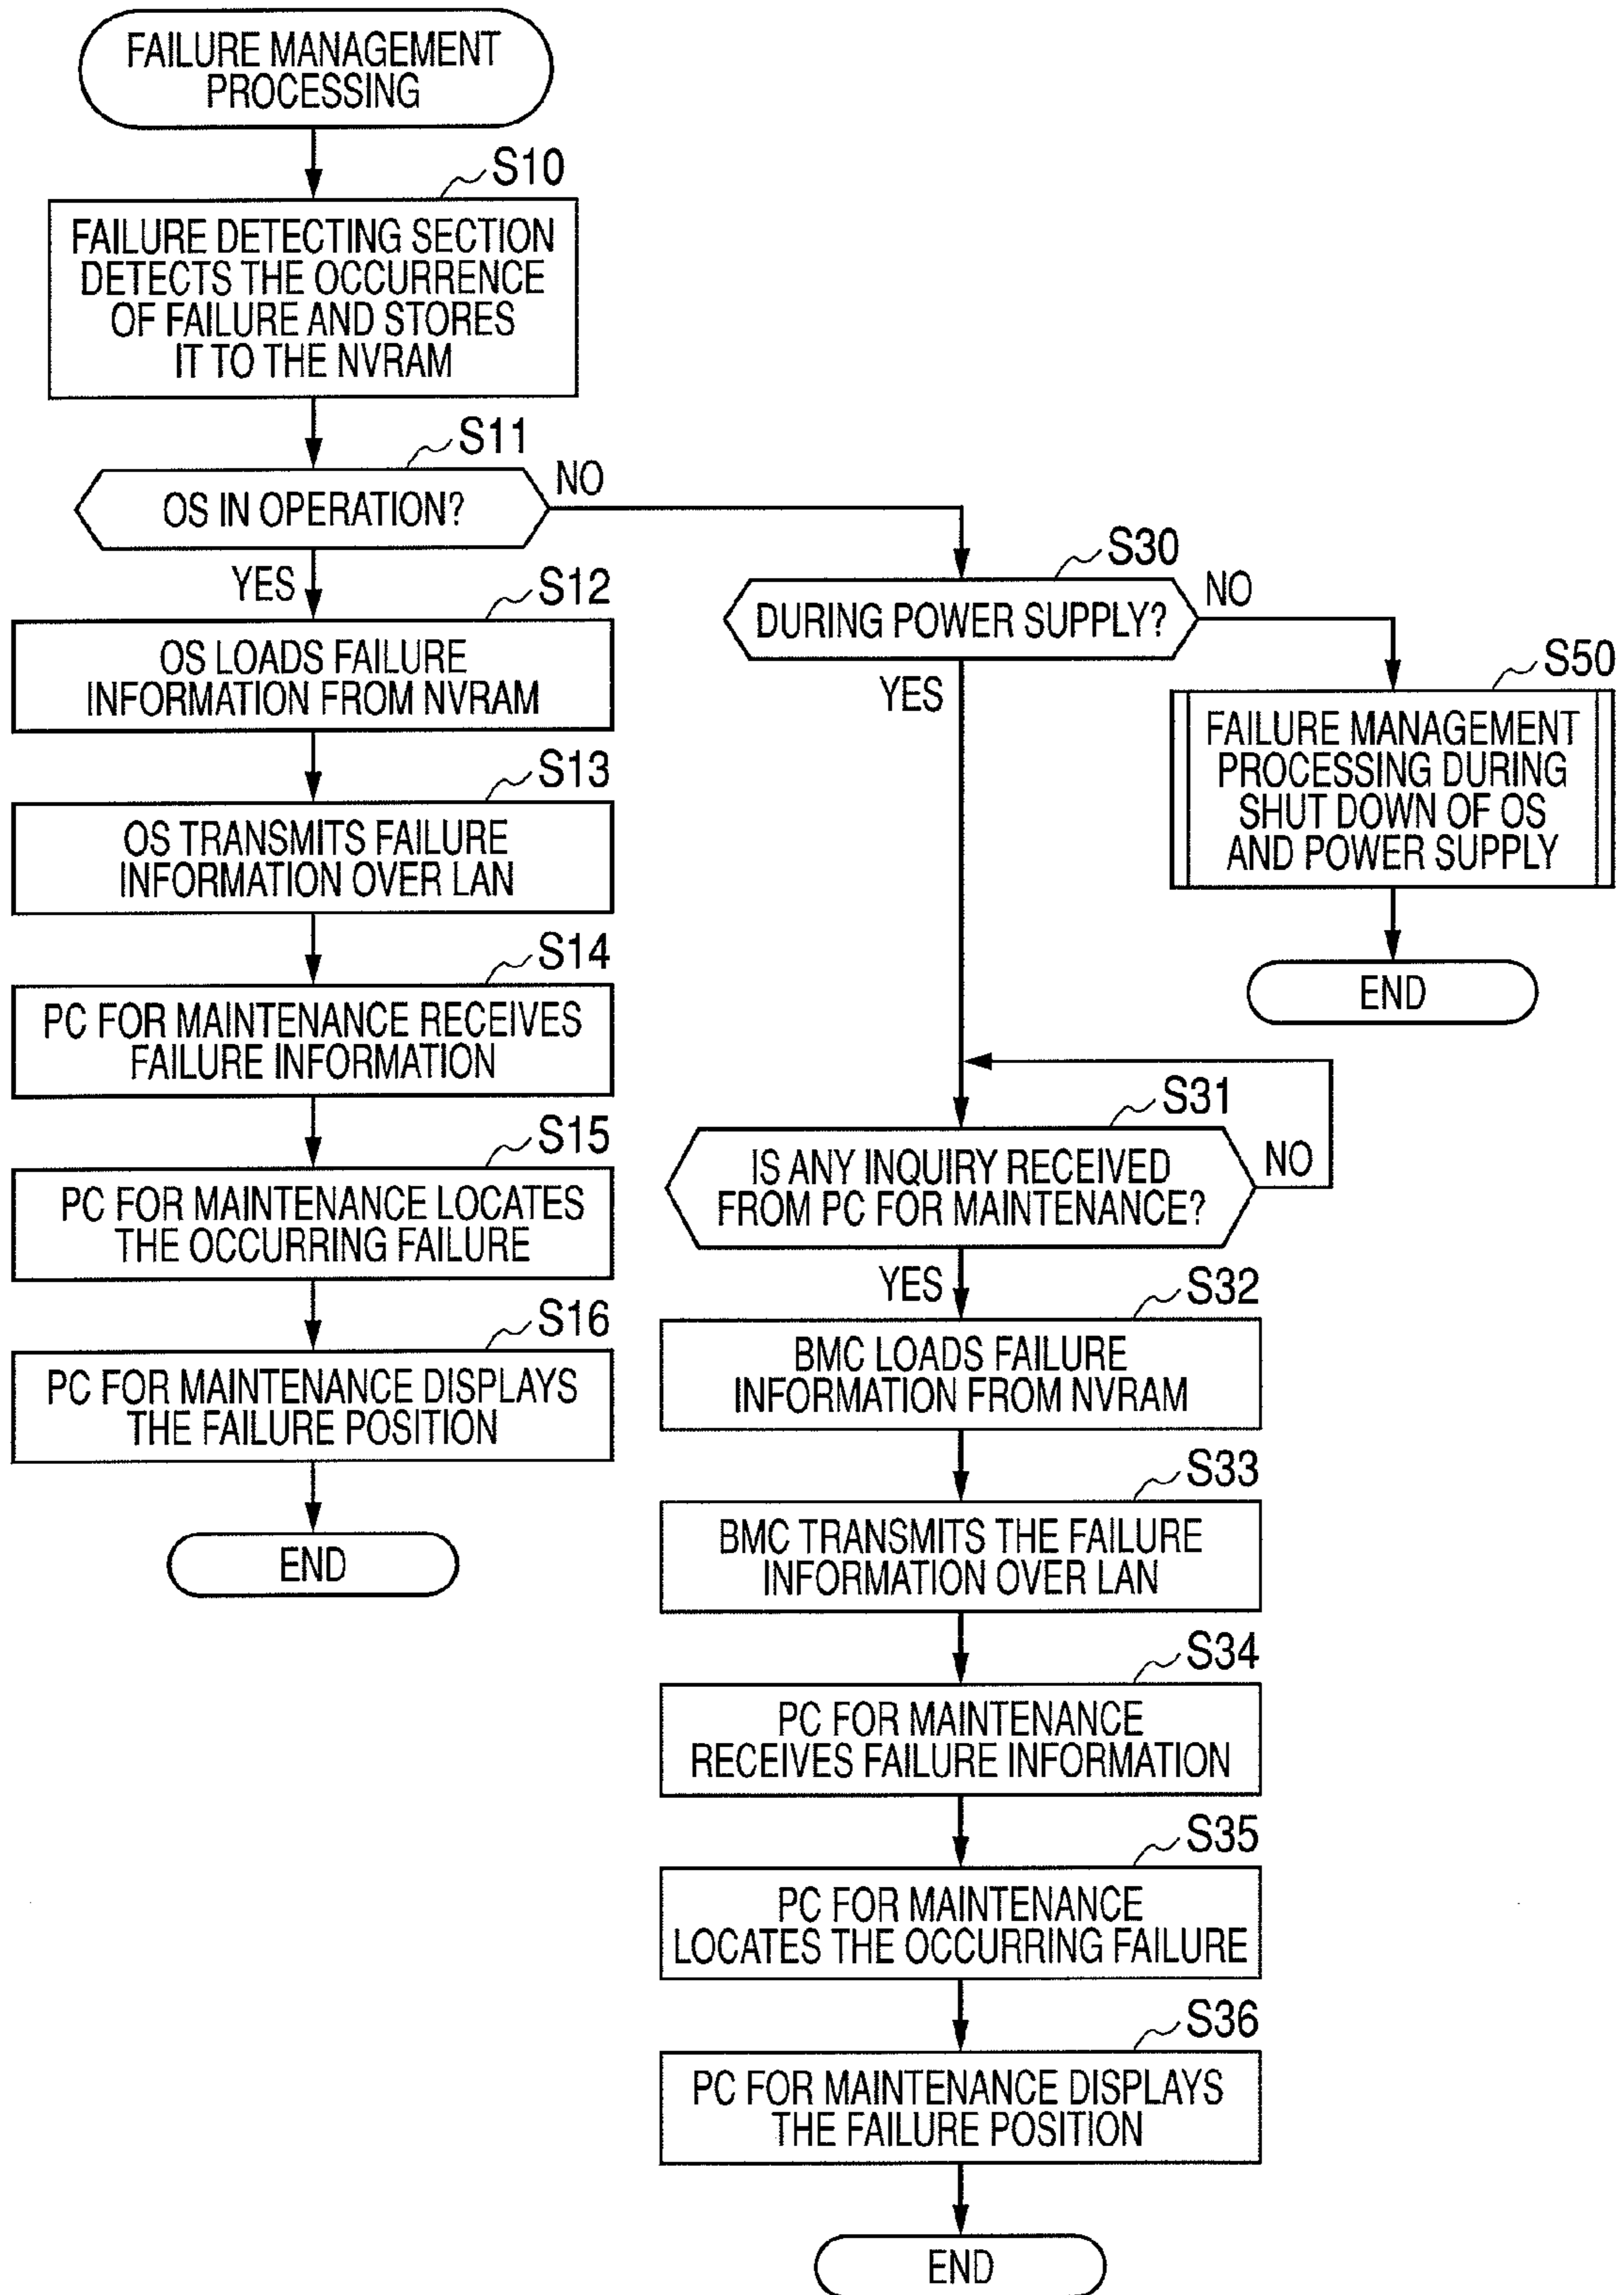 FAILURE MANAGEMENT
PROCESSING
S10
FAILURE DETECTING SECTION
DETECTS THE OCCURRENCE
OF FAILURE AND STORES
IT TO THE NVRAM
S11
OS IN OPERATION?
NO
YES
S12
OS LOADS FAILURE
INFORMATION FROM NVRAM
S13
OS TRANSMITS FAILURE
INFORMATION OVER LAN
S14
PC FOR MAINTENANCE RECEIVES
FAILURE INFORMATION
S15
PC FOR MAINTENANCE LOCATES
THE OCCURRING FAILURE
S16
PC FOR MAINTENANCE DISPLAYS
THE FAILURE POSITION
END
S30
DURING POWER SUPPLY?
NO
YES
S50
FAILURE MANAGEMENT
PROCESSING DURING
SHUT DOWN OF OS
AND POWER SUPPLY
END
S31
IS ANY INQUIRY RECEIVED
FROM PC FOR MAINTENANCE?
NO
YES
S32
BMC LOADS FAILURE
INFORMATION FROM NVRAM
S33
BMC TRANSMITS THE FAILURE
INFORMATION OVER LAN
S34
PC FOR MAINTENANCE
RECEIVES FAILURE INFORMATION
S35
PC FOR MAINTENANCE
LOCATES THE OCCURRING FAILURE
S36
PC FOR MAINTENANCE DISPLAYS
THE FAILURE POSITION
END